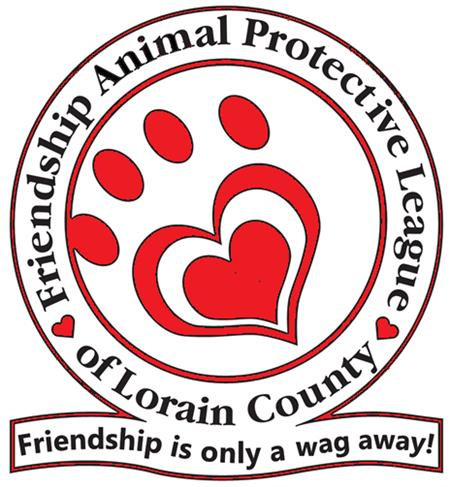 Friendship Animal Protective League
of Lorain County
Friendship is only a wag away!